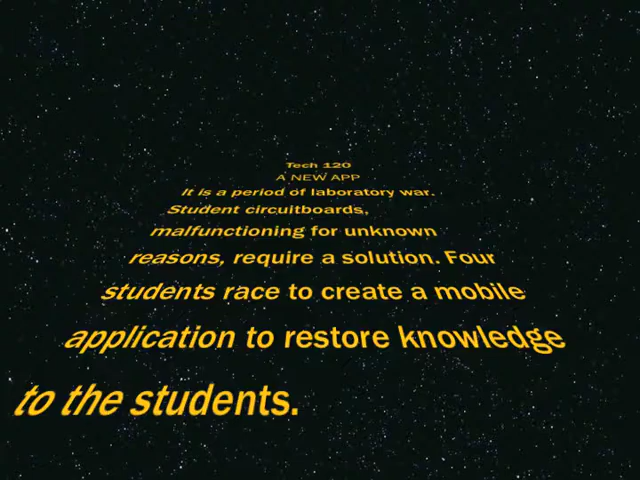 Tech 120
A NEW APP
It is a period of laboratory war.
Student circuitboards,
malfunctioning for unknown
reasons, require a solution. Four
students race to create a mobile
application to restore knowledge
to the students.